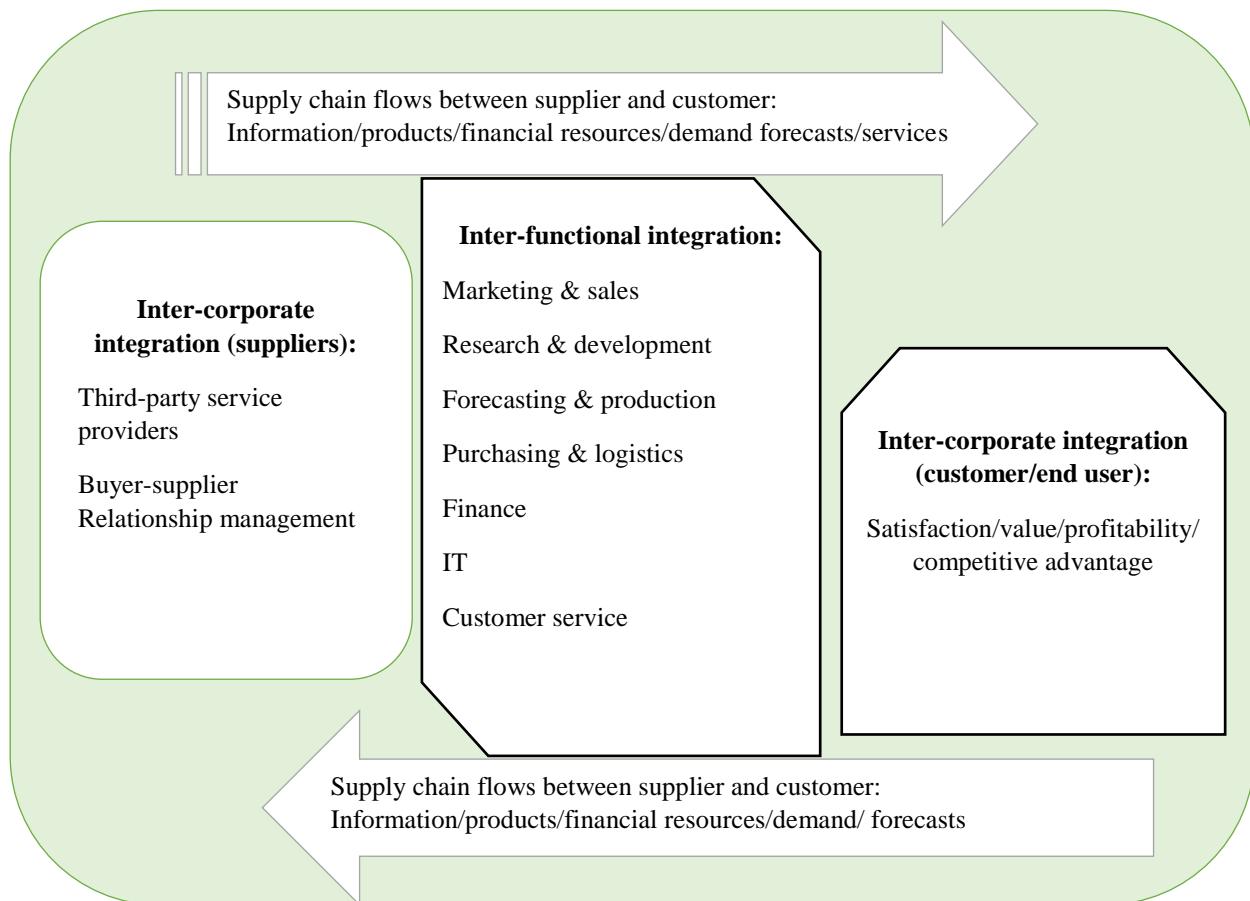 Supply chain flows between supplier and customer:
Information/products/financial resources/demand forecasts/services
Inter-corporate
integration (suppliers):
Third-party service
providers
Buyer-supplier
Relationship management
Inter-functional integration:
Marketing & sales
Research & development
Forecasting & production
Purchasing & logistics
Finance
IT
Customer service
Inter-corporate integration
(customer/end user):
Satisfaction/value/profitability/
competitive advantage
Supply chain flows between supplier and customer:
Information/products/financial resources/demand/ forecasts